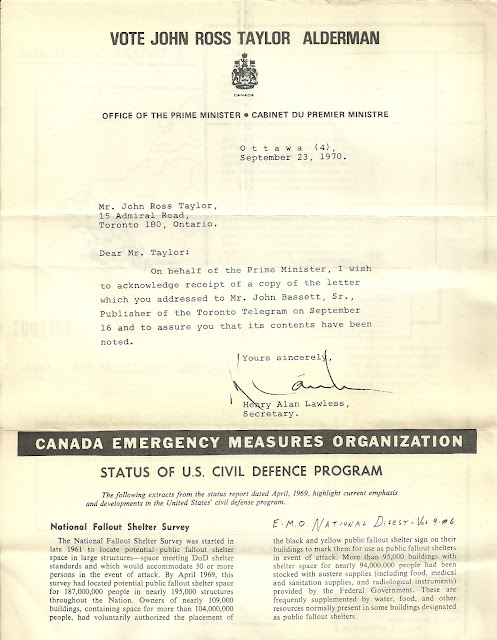 VOTE JOHN ROSS TAYLOR ALDERMAN
CANADA
OFFICE OF THE PRIME MINISTER • CABINET DU PREMIER MINISTRE
Ottawa (4),
September 23, 1970.
Mr. John Ross Taylor,
15 Admiral Road,
Toronto 180, Ontario.
Dear Mr. Taylor:
On behalf of the Prime Minister, I wish
to acknowledge receipt of a copy of the letter
which you addressed to Mr. John Bassett, Sr.,
Publisher of the Toronto Telegram on September
16 and to assure you that its contents have been
noted.
Yours sincerely,
Henry Alan Lawless,
Secretary.
CANADA EMERGENCY MEASURES ORGANIZATION
STATUS OF U.S. CIVIL DEFENCE PROGRAM
The following extracts from the status report dated April, 1969, highlight current emphasis
and developments in the United States' civil defense program.
National Fallout Shelter Survey
The National Fallout Shelter Survey was started in
late 1961 to locate potential public fallout shelter
space in large structures—space meeting DoD shelter
standards and which would accommodate 50 or more
persons in the event of attack. By April 1969, this
survey had located potential public fallout shelter space
for 187,000,000 people in nearly 195,000 structures
throughout the Nation. Owners of nearly 109,000
buildings, containing space for more than 104,000,000
people, had voluntarily authorized the placement of
E.M.O. NATIONAL DIGEST - Vol 9 - #6
the black and yellow public fallout shelter sign on their
buildings to mark them for use as public fallout shelters
in event of attack. More than 95,000 buildings with
shelter space for nearly 94,000,000 people had been
stocked with austere supplies (including food, medical
and sanitation supplies, and radiological instruments)
provided by the Federal Government. These are
frequently supplemented by water, food, and other
resources normally present in some buildings designated
as public fallout shelters.